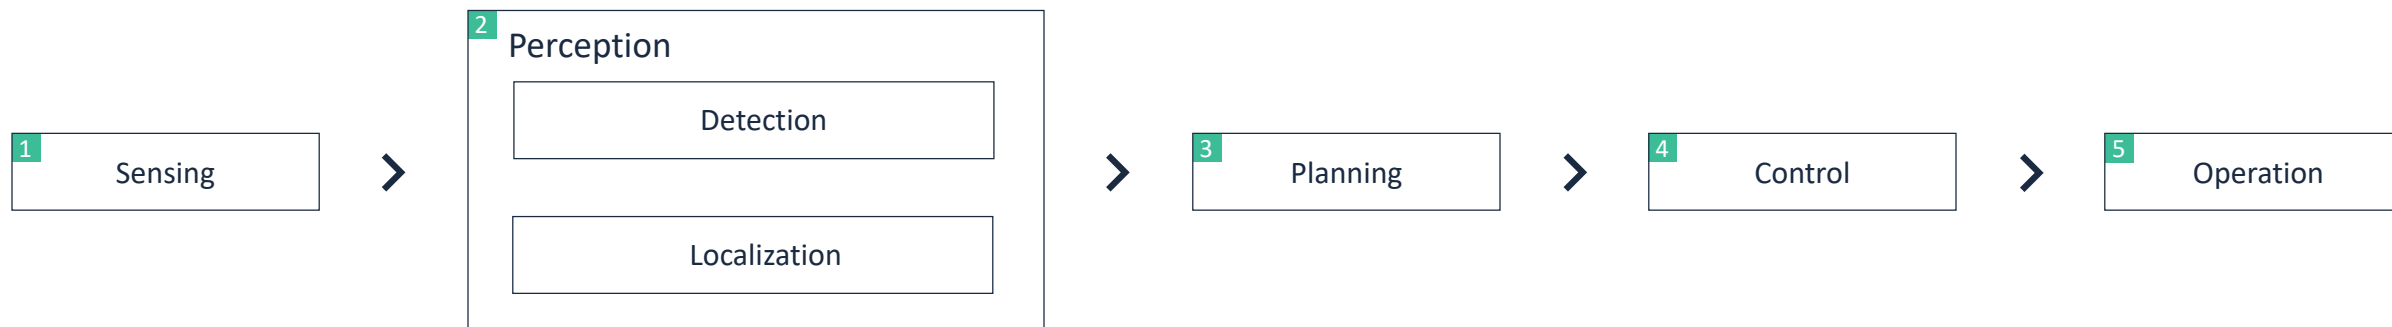 1
Sensing
2
Perception
Detection
Localization
3
Planning
4
Control
5
Operation